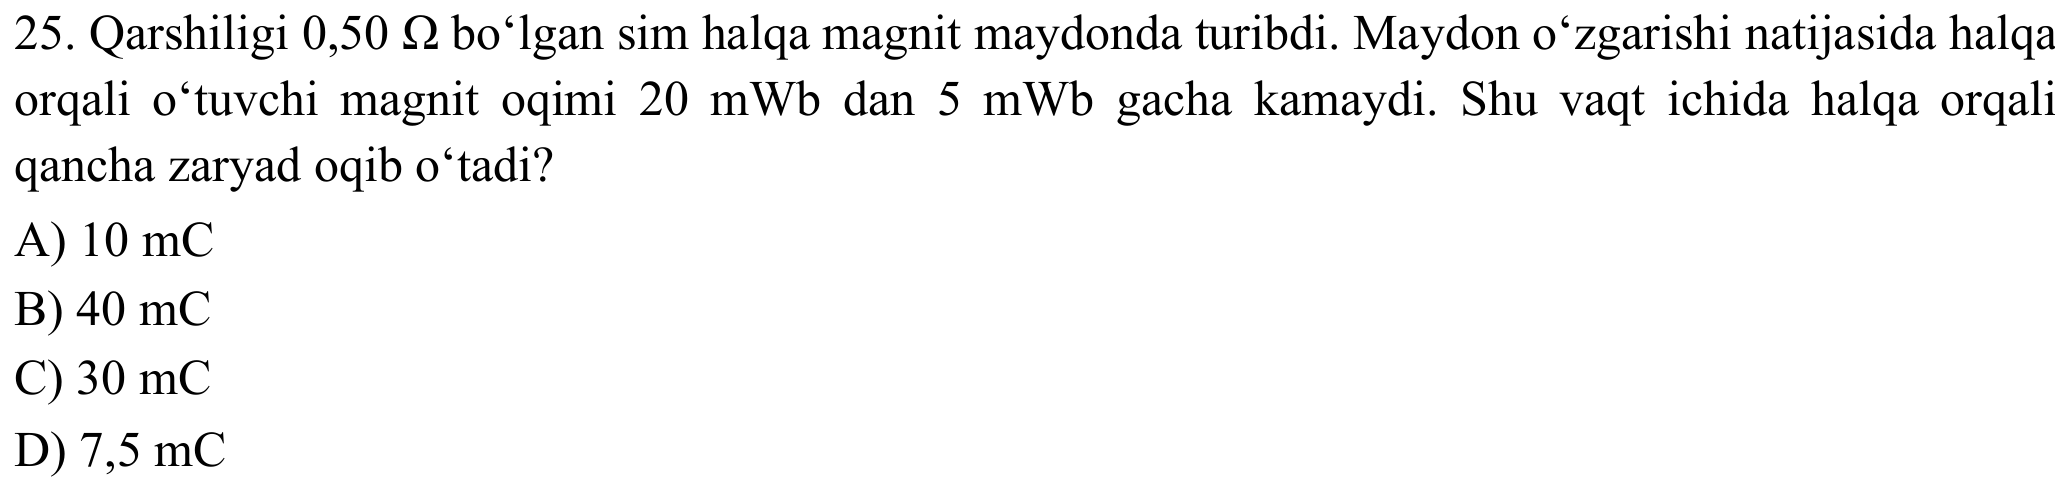 25. Qarshiligi 0,50 Ω bo‘lgan sim halqa magnit maydonda turibdi. Maydon o‘zgarishi natijasida halqa
orqali o‘tuvchi magnit oqimi 20 mWb dan 5 mWb gacha kamaydi. Shu vaqt ichida halqa orqali
qancha zaryad oqib o‘tadi?
A) 10 mC
B) 40 mC
C) 30 mC
D) 7,5 mC